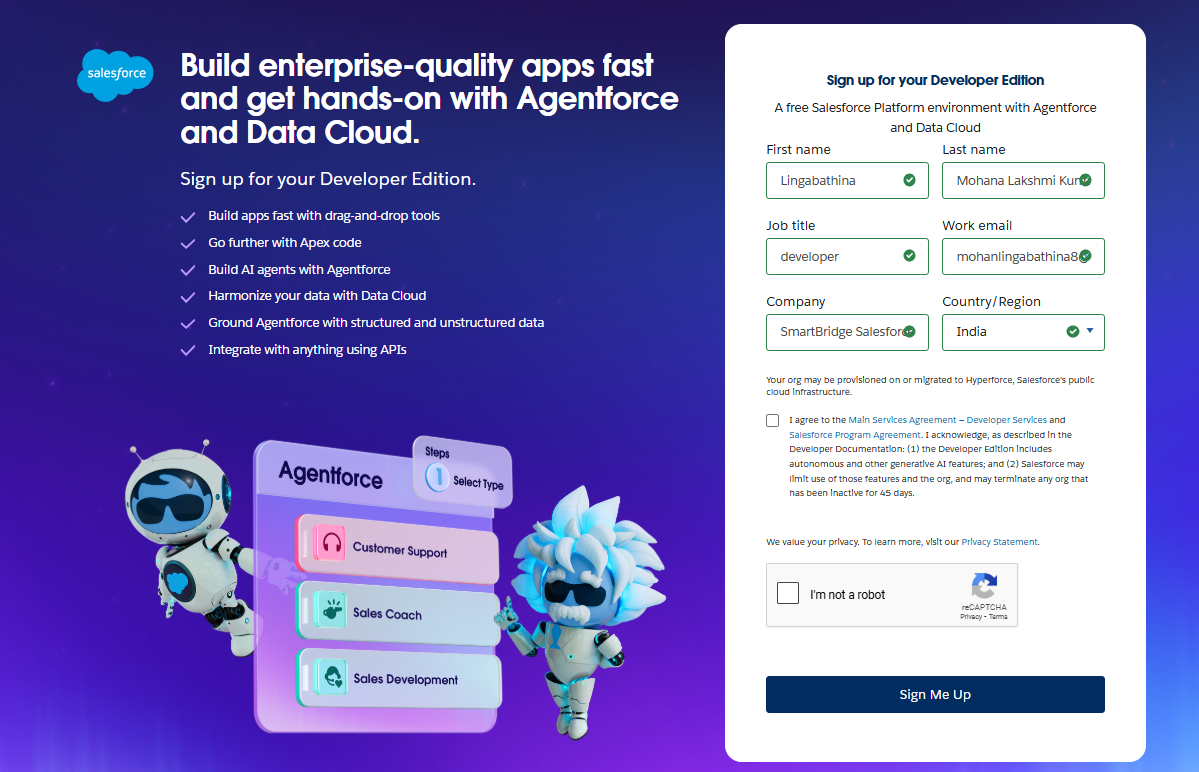 salesforce
Build enterprise-quality apps fast
and get hands-on with Agentforce
and Data Cloud.
Sign up for your Developer Edition.
Build apps fast with drag-and-drop tools
Go further with Apex code
Build AI agents with Agentforce
Harmonize your data with Data Cloud
Ground Agentforce with structured and unstructured data
Integrate with anything using APIs
Agentforce
Steps
1
Select Type
Customer Support
Sales Coach
Sales Development
Sign up for your Developer Edition
A free Salesforce Platform environment with Agentforce
and Data Cloud
First name
Last name
Lingabathina
Mohana Lakshmi Kum
Job title
Work email
developer
mohanlingabathina8
Company
Country/Region
SmartBridge Salesfor
India
Your org may be provisioned on or migrated to Hyperforce, Salesforce's public
cloud infrastructure.
I agree to the Main Services Agreement – Developer Services and
Salesforce Program Agreement. I acknowledge, as described in the
Developer Documentation: (1) the Developer Edition includes
autonomous and other generative AI features; and (2) Salesforce may
limit use of those features and the org, and may terminate any org that
has been inactive for 45 days.
We value your privacy. To learn more, visit our Privacy Statement.
I'm not a robot
reCAPTCHA
Privacy - Terms
Sign Me Up